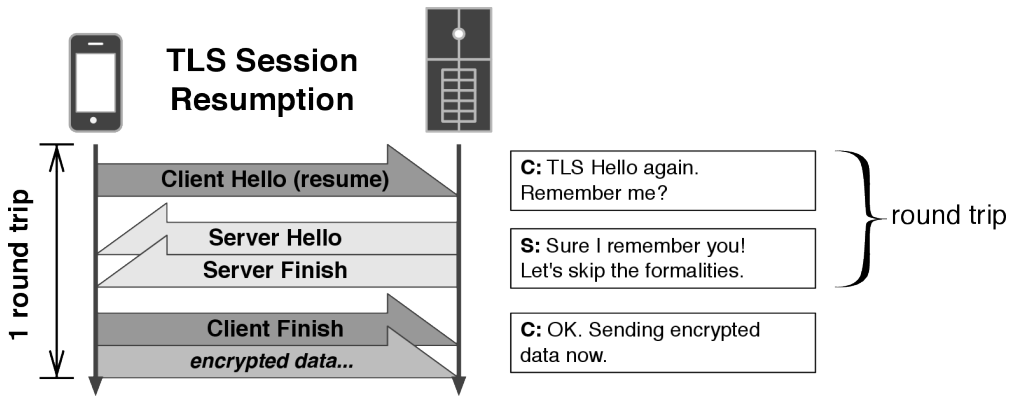 TLS Session
Resumption
1 round trip
Client Hello (resume)
Server Hello
Server Finish
Client Finish
encrypted data...
C: TLS Hello again.
Remember me?
S: Sure I remember you!
Let's skip the formalities.
C: OK. Sending encrypted
data now.
round trip